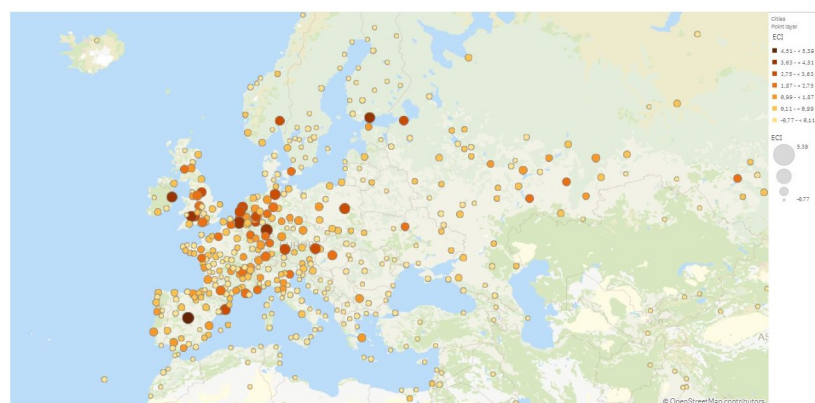 Cities
Point layer
ECI
4,51 - < 5,39
3,63 - < 4,51
2,75 - < 3,63
1,87 - < 2,75
0,99 - < 1,87
0,11 - < 0,99
-0,77 - < 0,11
ECI
5,39
-0,77
AS
© OpenStreetMap contributors